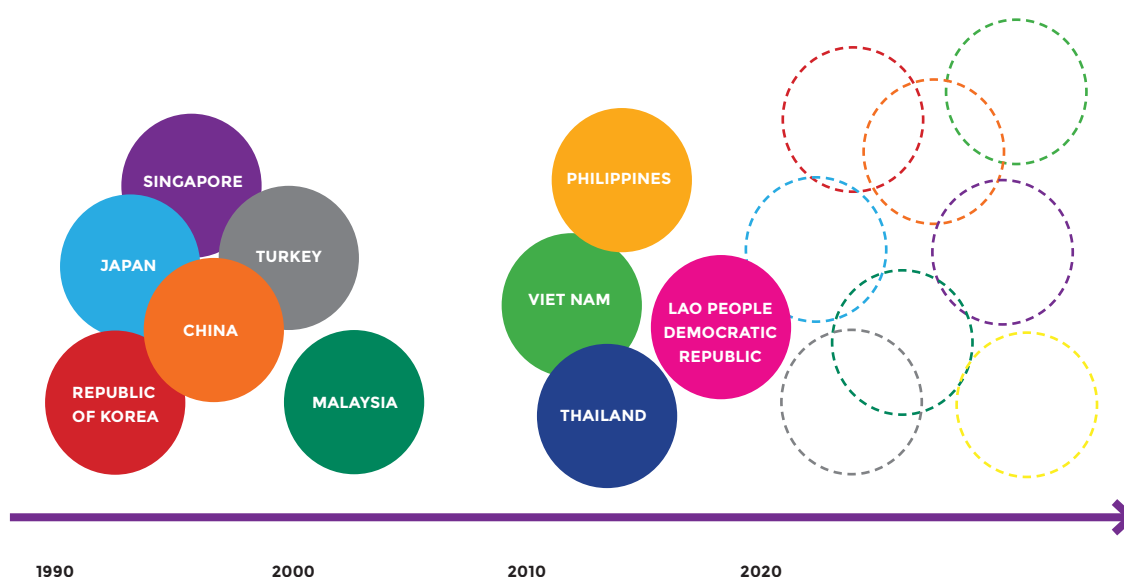 SINGAPORE
JAPAN
TURKEY
CHINA
REPUBLIC
OF KOREA
MALAYSIA
PHILIPPINES
VIET NAM
LAO PEOPLE
DEMOCRATIC
REPUBLIC
THAILAND
1990
2000
2010
2020